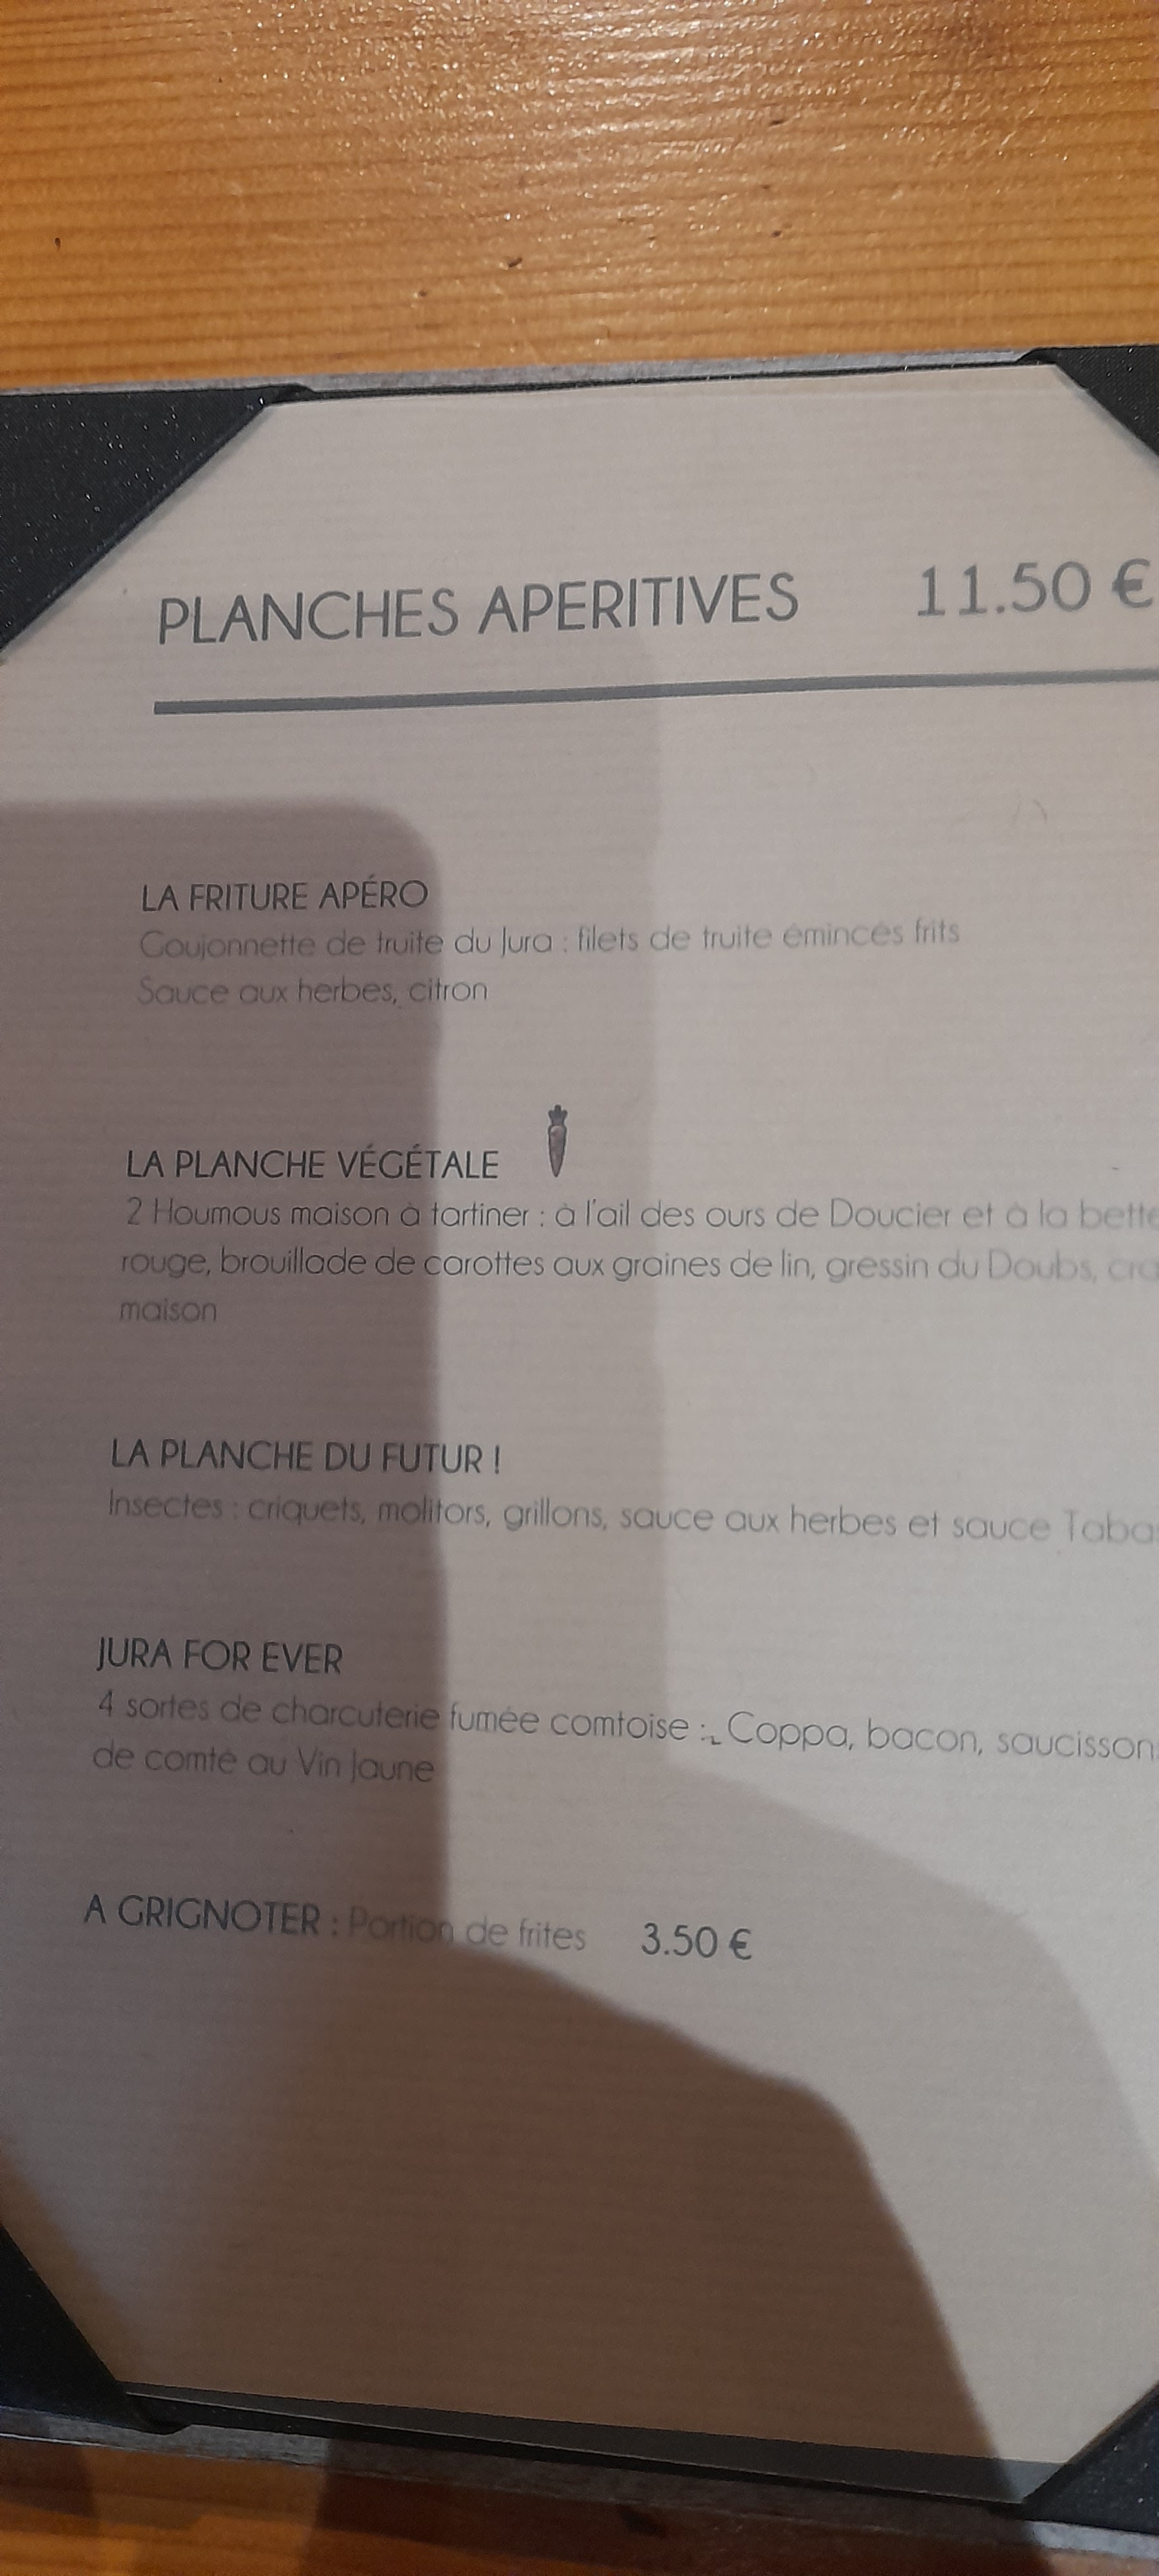 PLANCHES APERITIVES 11.50 €
LA FRITURE APÉRO
Goujonnette de truite du Jura : filets de truite émincés frits
Sauce aux herbes, citron
LA PLANCHE VÉGÉTALE
2 Houmous maison à tartiner : à l'ail des ours de Doucier et à la bette
rouge, brouillade de carottes aux graines de lin, gressin du Doubs,
maison
LA PLANCHE DU FUTUR !
Insectes : criquets, molitors, grillons, sauce aux herbes et sauce Taba
JURA FOR EVER
4 sortes de charcuterie fumée comtoise : Coppa, bacon, saucisson
de comté au Vin Jaune
A GRIGNOTER : Portion de frites 3.50 €